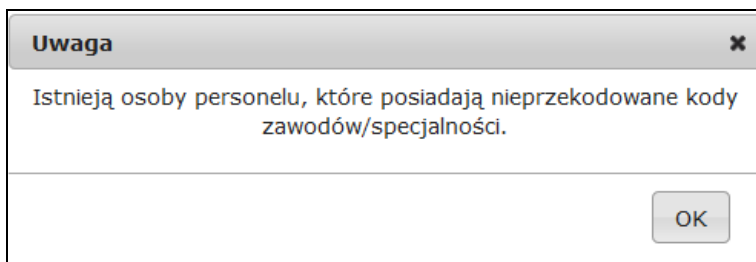 Uwaga
Istnieją osoby personelu, które posiadają nieprzekodowane kody
zawodów/specjalności.
OK